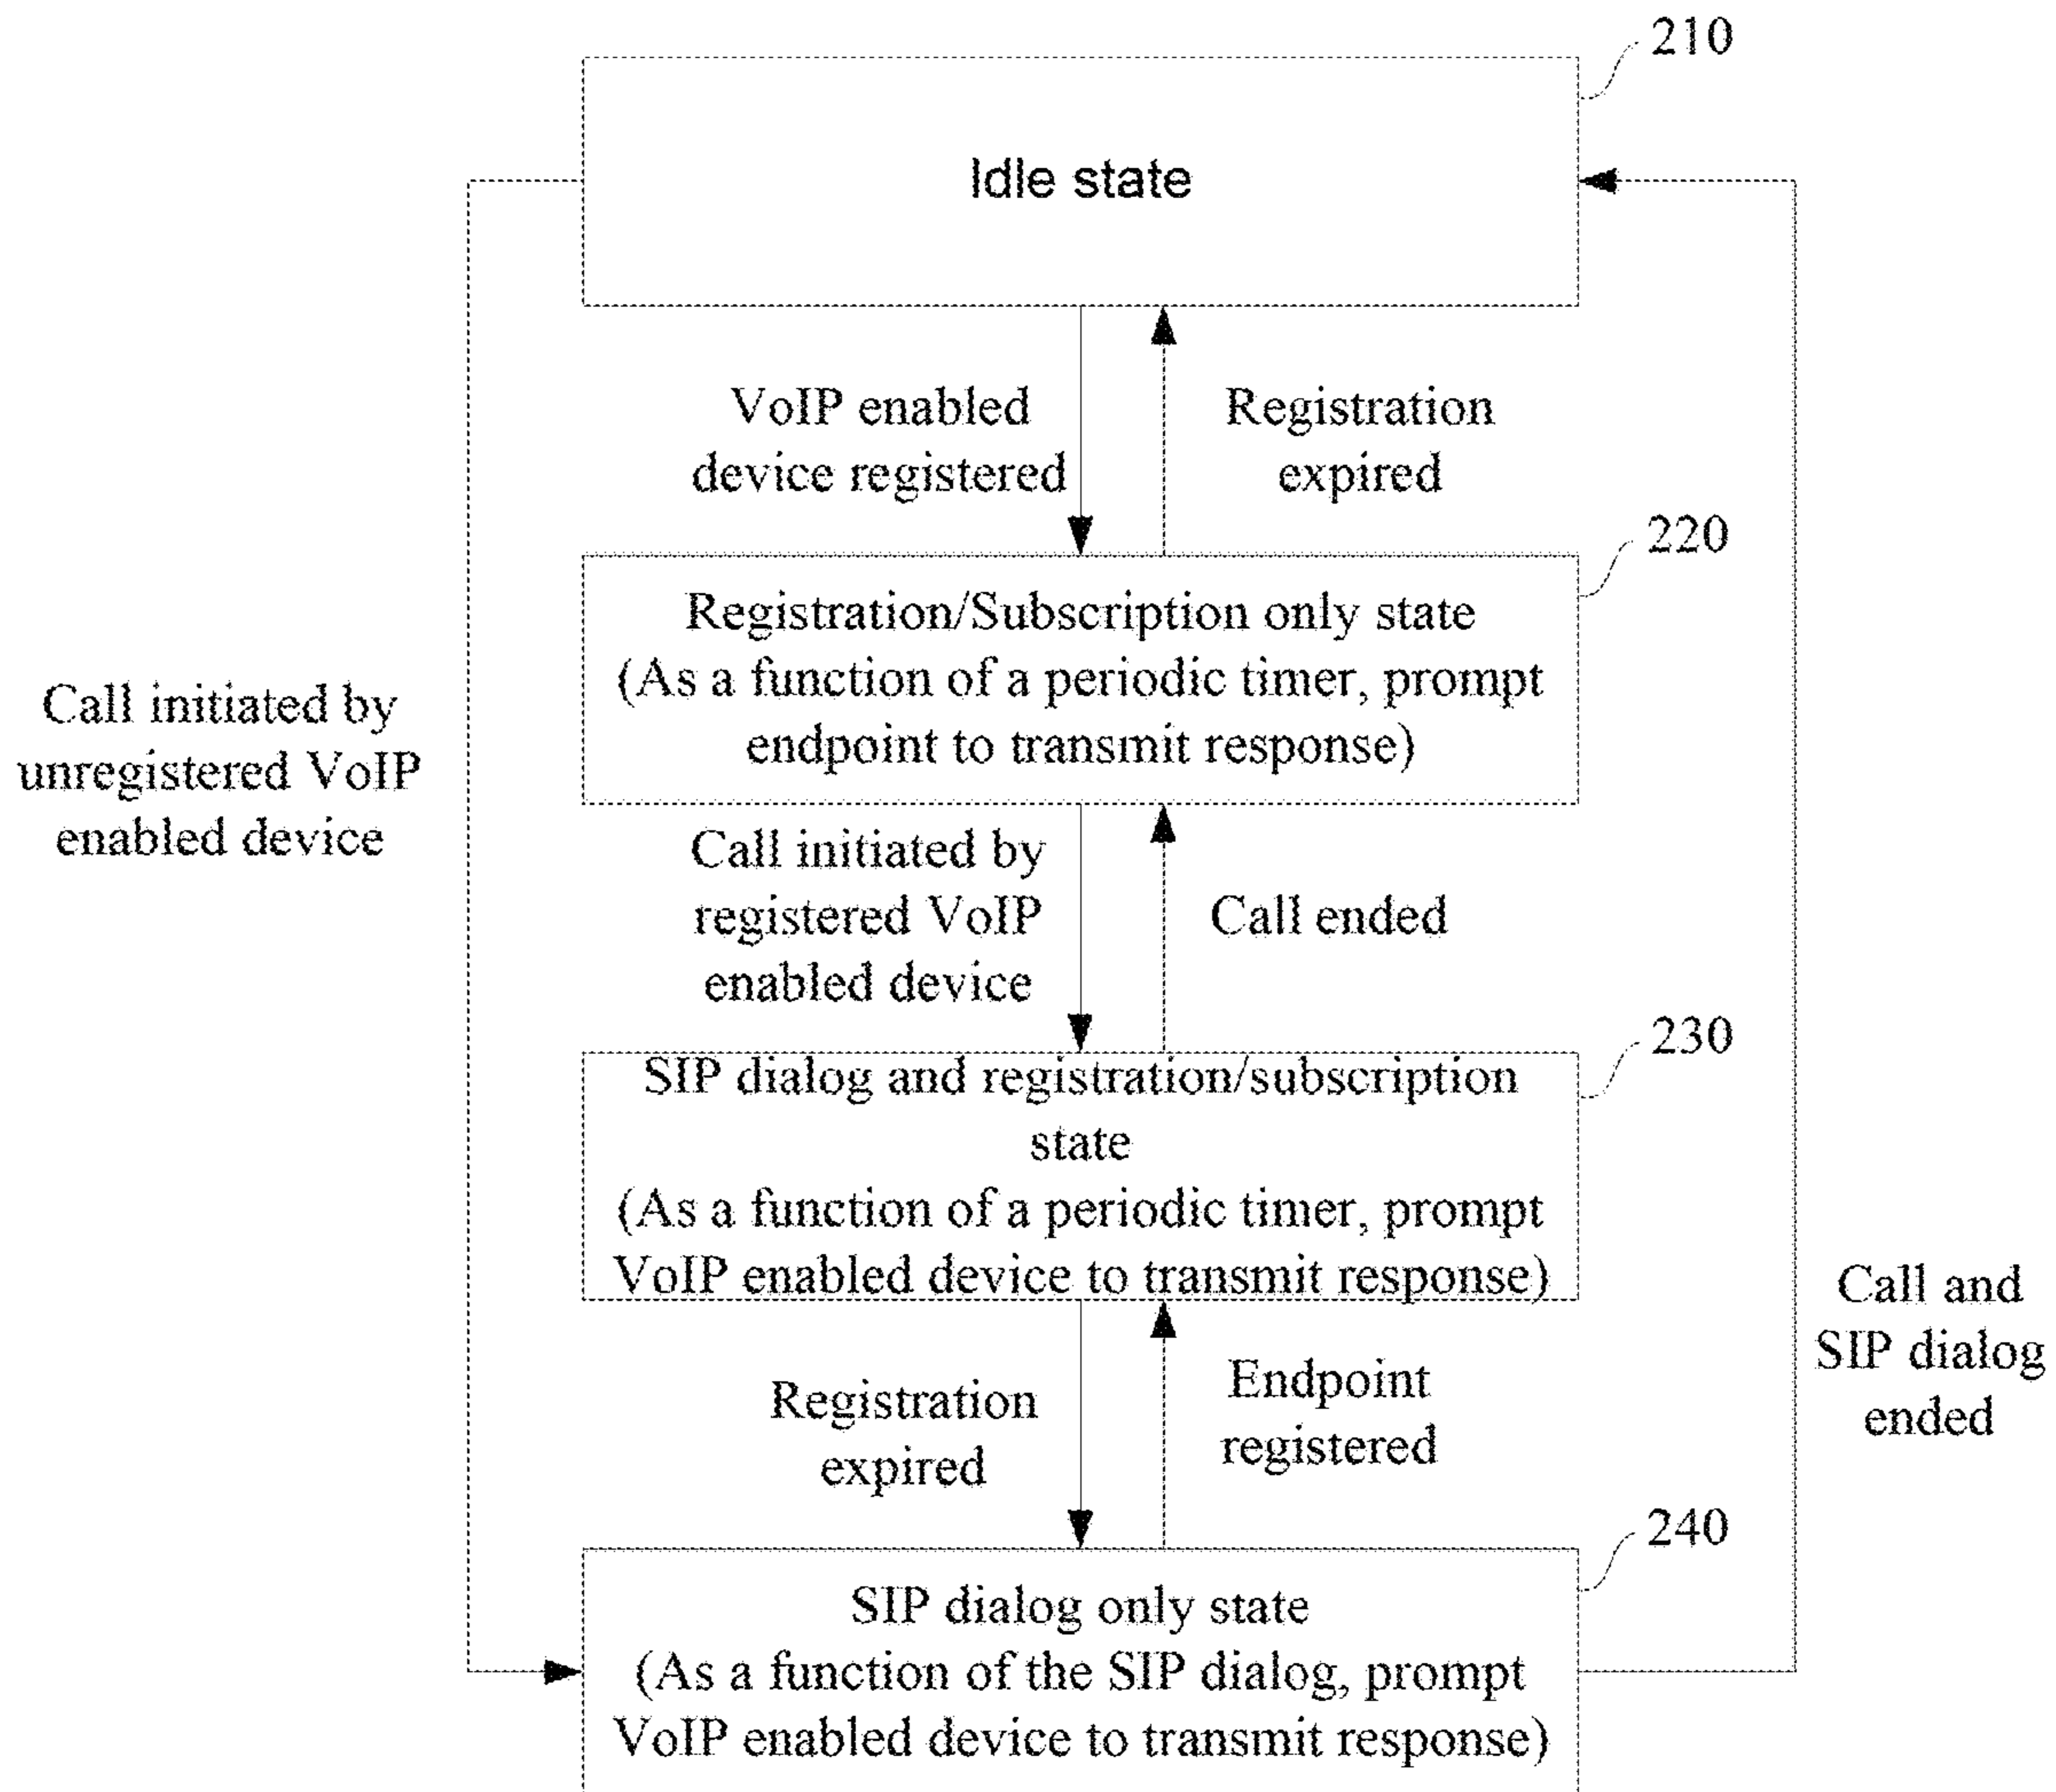 210
Idle state
VoIP enabled
device registered
Registration
expired
220
Registration/Subscription only state
(As a function of a periodic timer, prompt
endpoint to transmit response)
Call initiated by
unregistered VoIP
enabled device
Call initiated by
registered VoIP
enabled device
Call ended
230
SIP dialog and registration/subscription
state
(As a function of a periodic timer, prompt
VoIP enabled device to transmit response)
Call and
SIP dialog
ended
Registration
expired
Endpoint
registered
240
SIP dialog only state
(As a function of the SIP dialog, prompt
VoIP enabled device to transmit response)